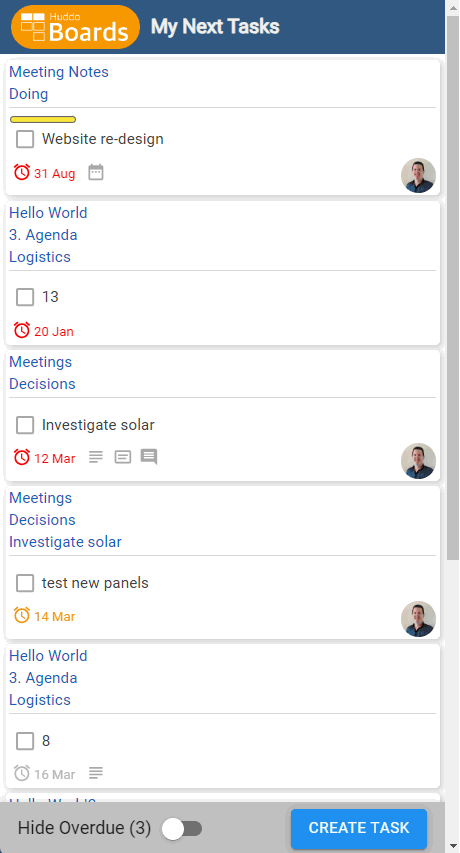 Huddo
Boards
My Next Tasks
Meeting Notes
Doing
Website re-design
31 Aug
Hello World
3. Agenda
Logistics
13
20 Jan
Meetings
Decisions
Investigate solar
12 Mar
Meetings
Decisions
Investigate solar
test new panels
14 Mar
Hello World
3. Agenda
Logistics
8
16 Mar
Hide Overdue (3)
CREATE TASK